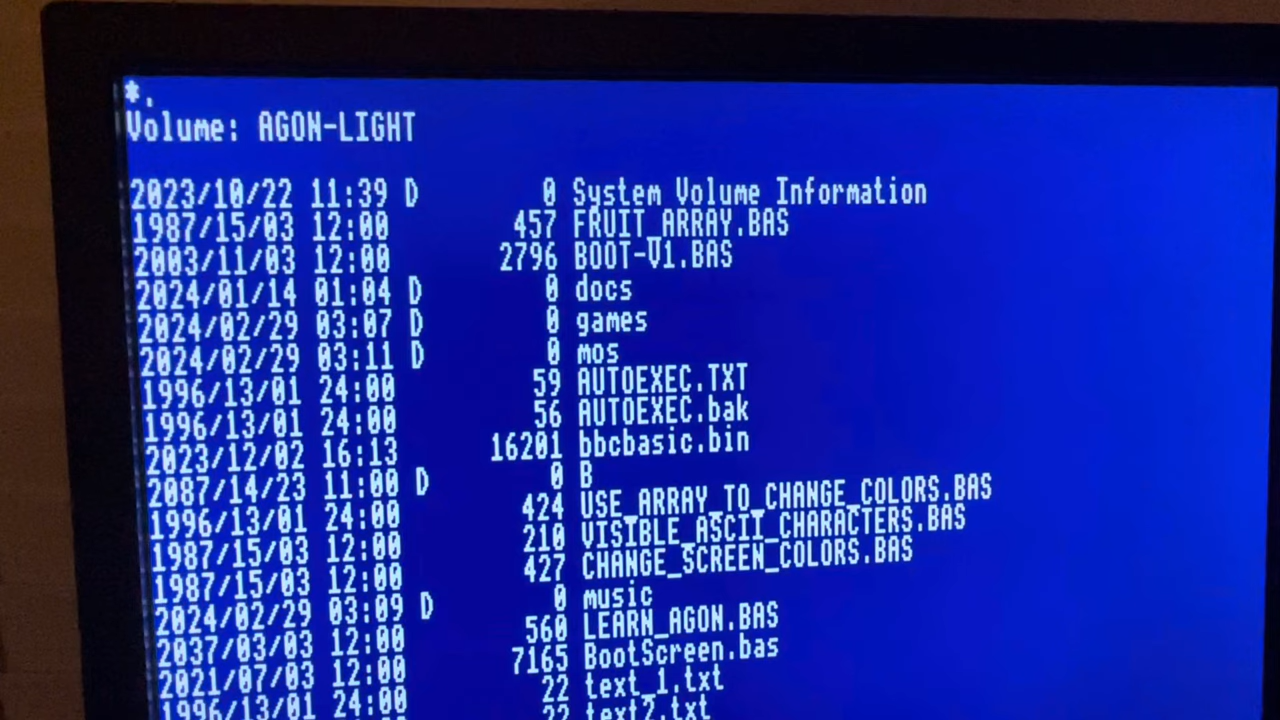 *.
Volume: AGON-LIGHT
2023/10/22 11:39 D 0 System Volume Information
1987/15/03 12:00 457 FRUIT_ARRAY.BAS
2003/11/03 12:00 2796 BOOT-V1.BAS
2024/01/14 01:04 D 0 docs
2024/02/29 03:07 D 0 games
2024/02/29 03:11 D 0 mos
1996/13/01 24:00 59 AUTOEXEC.TXT
1996/13/01 24:00 56 AUTOEXEC.bak
2023/12/02 16:13 16201 bbcbasic.bin
2087/14/23 11:00 D 0 B
1996/13/01 24:00 424 USE_ARRAY_TO_CHANGE_COLORS.BAS
1987/15/03 12:00 210 VISIBLE_ASCII_CHARACTERS.BAS
1987/15/03 12:00 427 CHANGE_SCREEN_COLORS.BAS
2024/02/29 03:09 D 0 music
2037/03/03 12:00 560 LEARN_AGON.BAS
2021/07/03 12:00 7165 BootScreen.bas
1996/13/01 24:00 22 text_1.txt
22 text2.txt